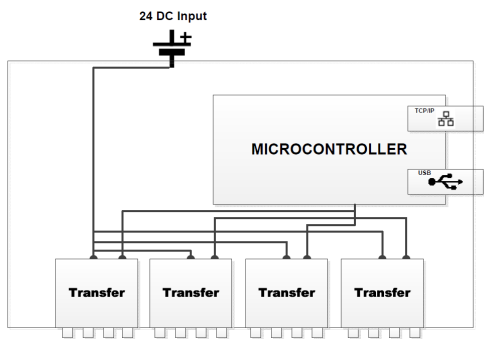 24 DC Input
+
TCP/IP
MICROCONTROLLER
USB
Transfer Transfer Transfer Transfer